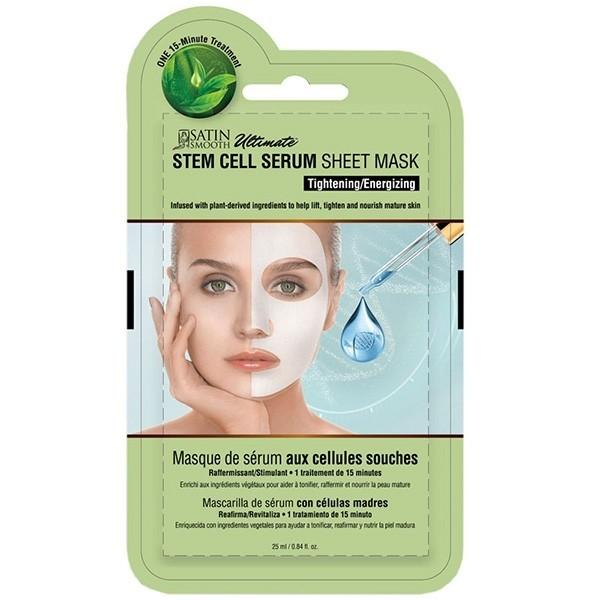 ONE 15-Minute Treatment
SATIN SMOOTH Ultimate
STEM CELL SERUM SHEET MASK
Tightening/Energizing
Infused with plant-derived ingredients to help lift, tighten and nourish mature skin
Masque de sérum aux cellules souches
Raffermissant/Stimulant • 1 traitement de 15 minutes
Enrichi aux ingrédients végétaux pour aider à tonifier, raffermir et nourrir la peau mature
Mascarilla de sérum con células madres
Reafirma/Revitaliza • 1 tratamiento de 15 minuto
Enriquecida con ingredientes vegetales para ayudar a tonificar, reafirmar y nutrir la piel madura
25 ml / 0.84 fl. oz.